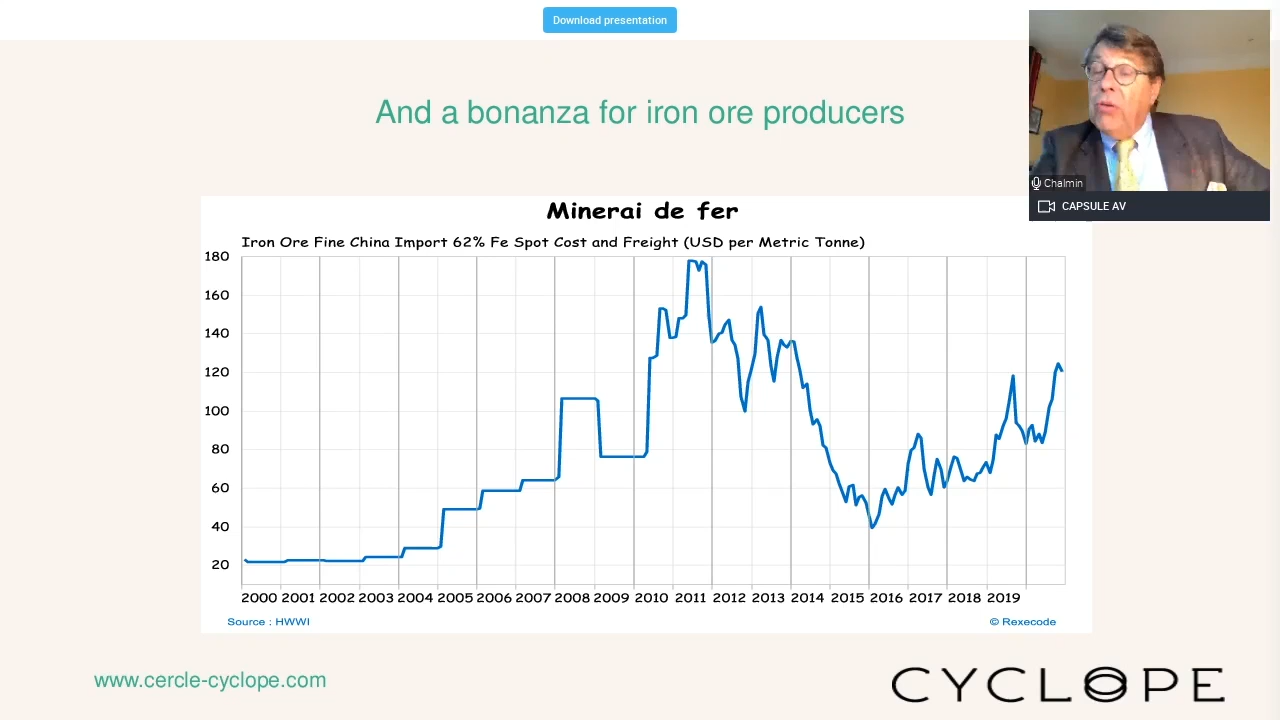 Download presentation
And a bonanza for iron ore producers
Chalmin
CAPSULE AV
Minerai de fer
Iron Ore Fine China Import 62% Fe Spot Cost and Freight (USD per Metric Tonne)
180
160
140
120
100
80
60
40
20
2000 2001 2002 2003 2004 2005 2006 2007 2008 2009 2010 2011 2012 2013 2014 2015 2016 2017 2018 2019
Source : HWWI
© Rexecode
www.cercle-cyclope.com
CYCLOPE